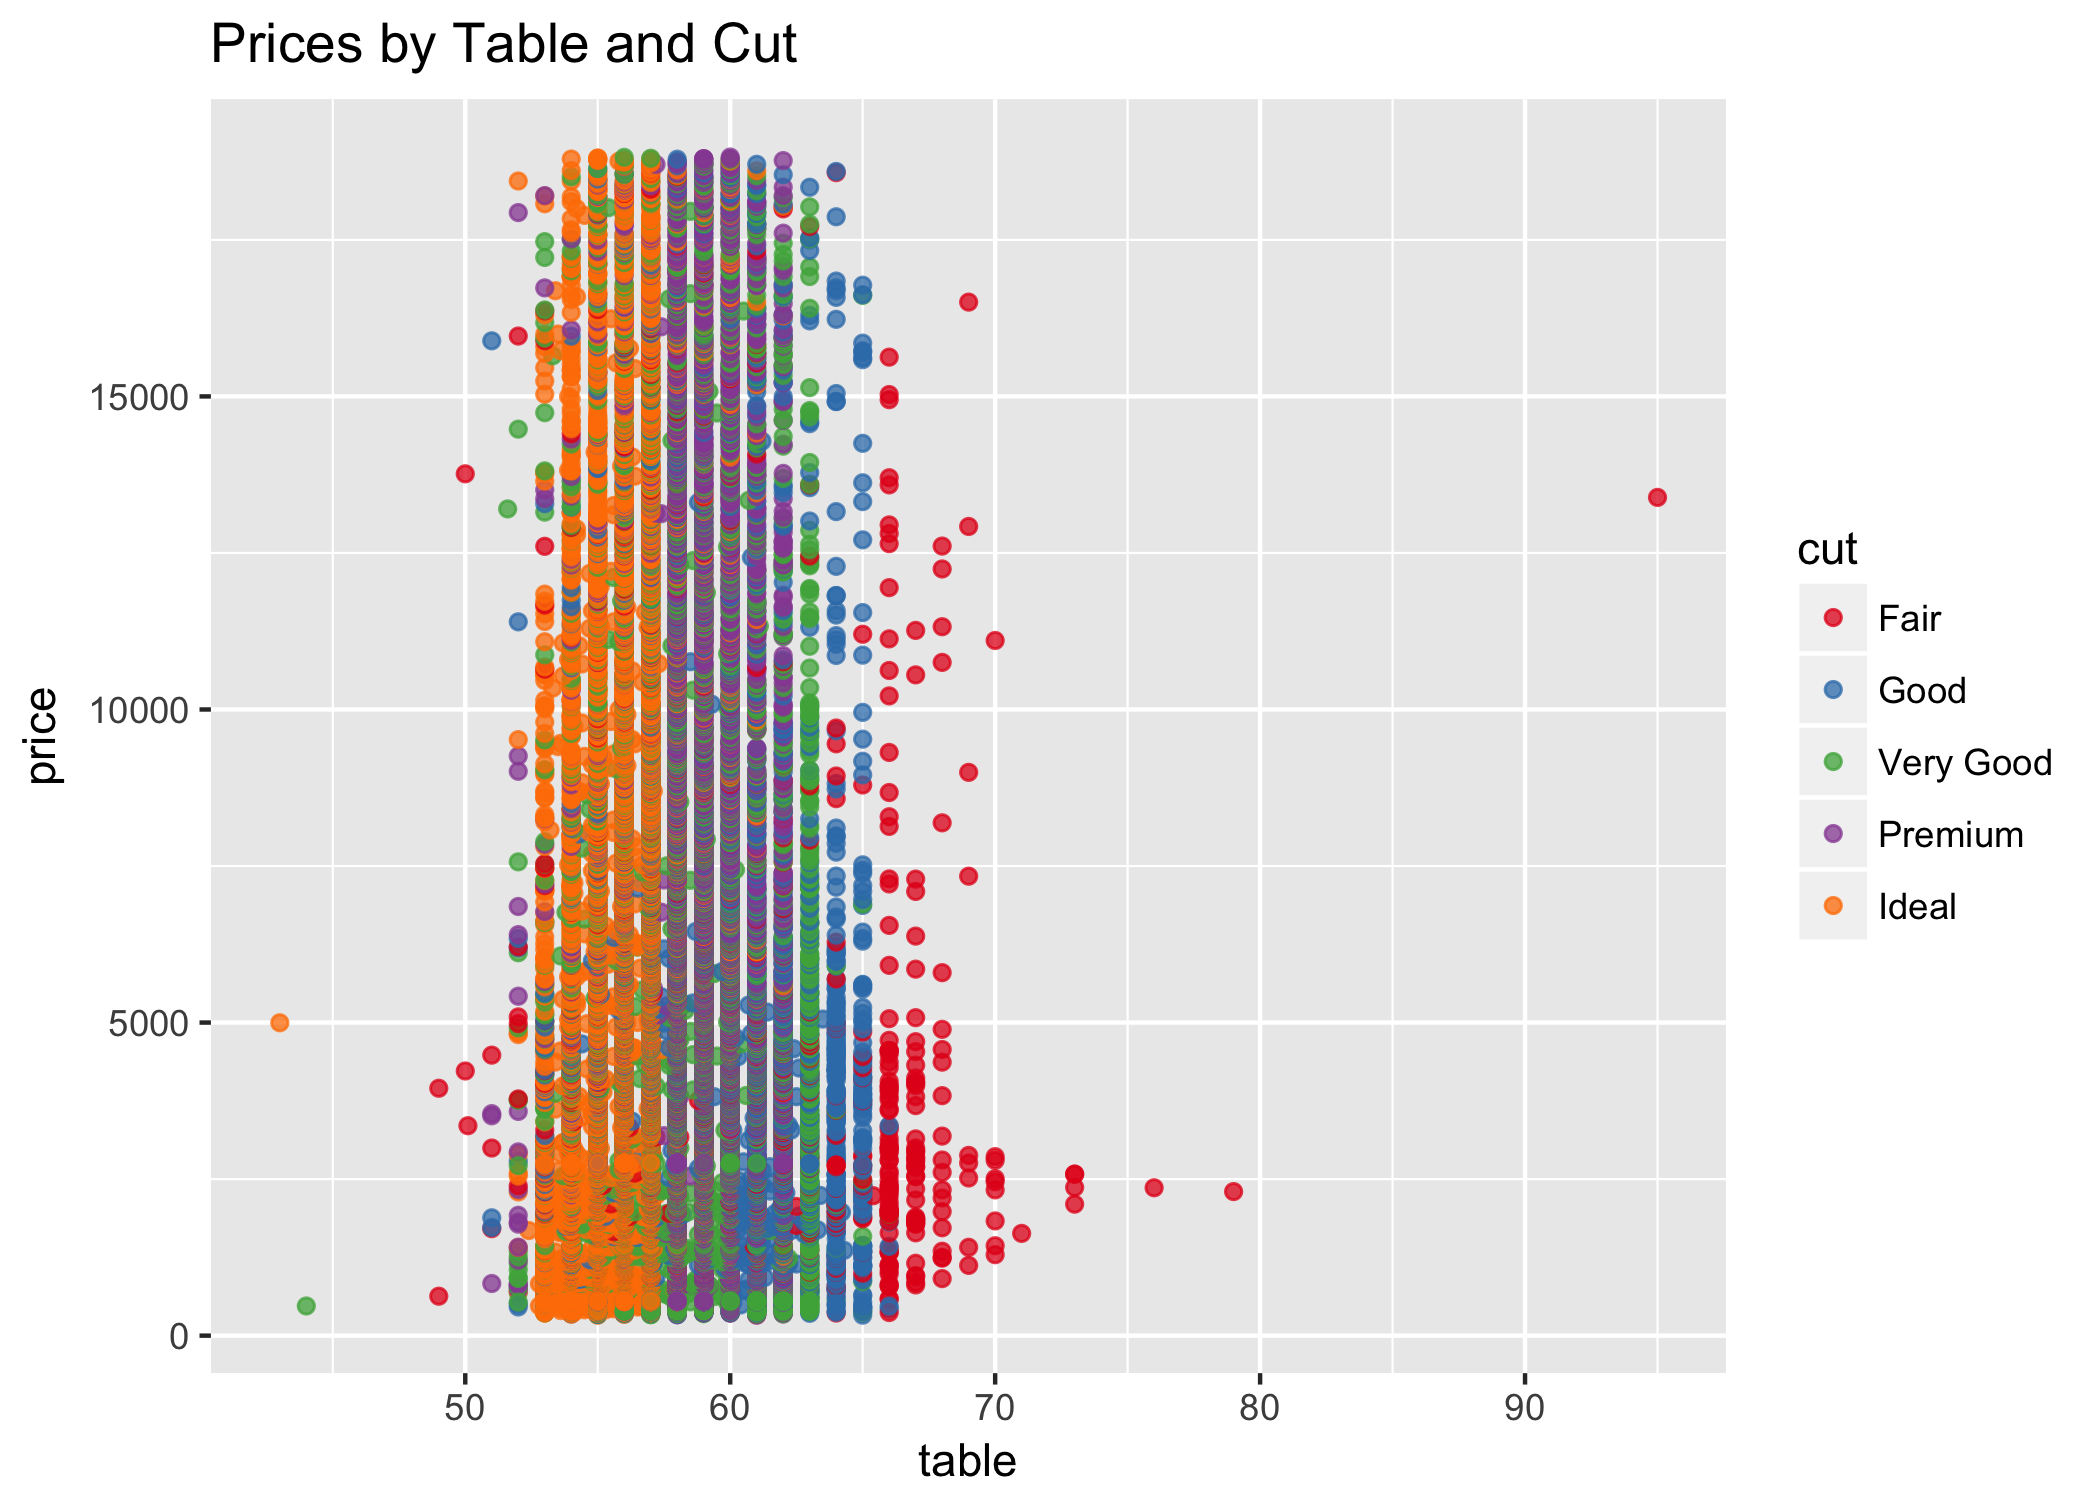 Prices by Table and Cut
price
15000
10000
5000
0
50 60 70 80 90
table
cut
Fair
Good
Very Good
Premium
Ideal